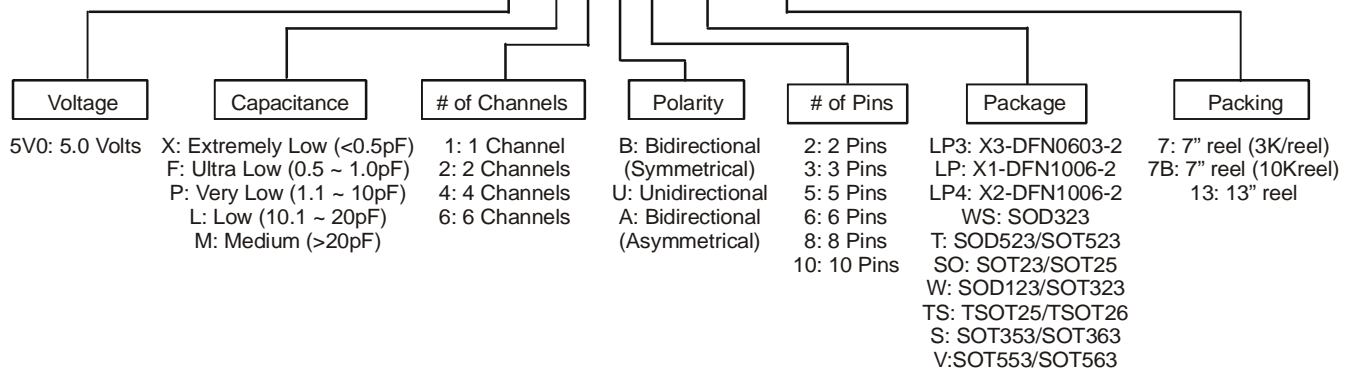 Voltage
5V0: 5.0 Volts
Capacitance
X: Extremely Low (<0.5pF)
F: Ultra Low (0.5 ~ 1.0pF)
P: Very Low (1.1 ~ 10pF)
L: Low (10.1 ~ 20pF)
M: Medium (>20pF)
# of Channels
1: 1 Channel
2: 2 Channels
4: 4 Channels
6: 6 Channels
Polarity
B: Bidirectional
(Symmetrical)
U: Unidirectional
A: Bidirectional
(Asymmetrical)
# of Pins
2: 2 Pins
3: 3 Pins
5: 5 Pins
6: 6 Pins
8: 8 Pins
10: 10 Pins
Package
LP3: X3-DFN0603-2
LP: X1-DFN1006-2
LP4: X2-DFN1006-2
WS: SOD323
T: SOD523/SOT523
SO: SOT23/SOT25
W: SOD123/SOT323
TS: TSOT25/TSOT26
S: SOT353/SOT363
V:SOT553/SOT563
Packing
7: 7” reel (3K/reel)
7B: 7” reel (10Kreel)
13: 13” reel